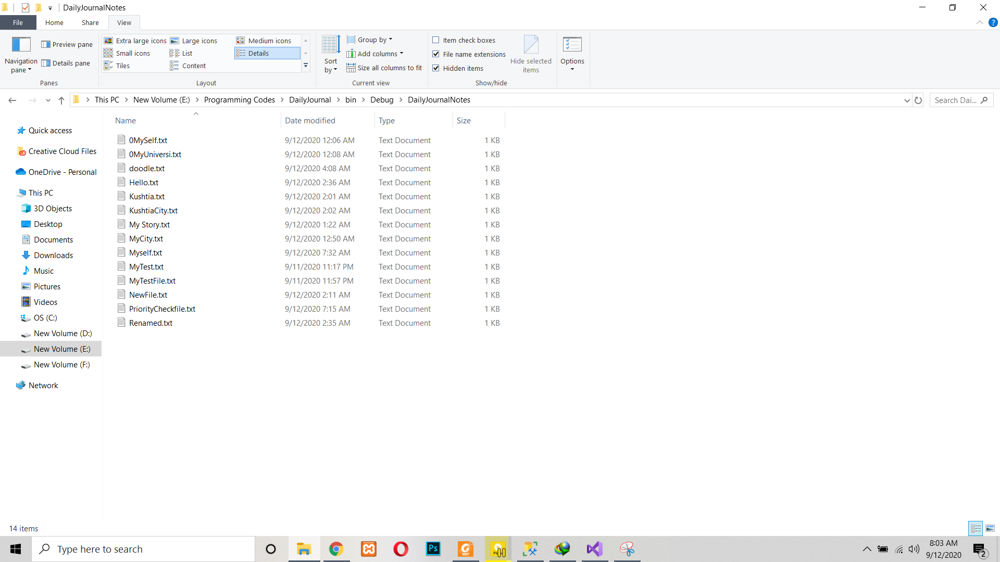 DailyJournalNotes
File Home Share View
Navigation pane
Preview pane
Details pane
Panes
Extra large icons Large icons Medium icons
Small icons List Details
Tiles Content
Layout
Sort by
Group by
Add columns
Size all columns to fit
Current view
Item check boxes
File name extensions
Hidden items
Hide selected items
Show/hide
Options
This PC New Volume (E:) Programming Codes DailyJournal bin Debug DailyJournalNotes
Search Dai...
Quick access
Creative Cloud Files
OneDrive - Personal
This PC
3D Objects
Desktop
Documents
Downloads
Music
Pictures
Videos
OS (C:)
New Volume (D:)
New Volume (E:)
New Volume (F:)
Network
Name Date modified Type Size
0MySelf.txt 9/12/2020 12:06 AM Text Document 1 KB
0MyUniversi.txt 9/12/2020 12:08 AM Text Document 1 KB
doodle.txt 9/12/2020 4:08 AM Text Document 1 KB
Hello.txt 9/12/2020 2:36 AM Text Document 1 KB
Kushtia.txt 9/12/2020 2:01 AM Text Document 1 KB
KushtiaCity.txt 9/12/2020 2:02 AM Text Document 1 KB
My Story.txt 9/12/2020 1:22 AM Text Document 1 KB
MyCity.txt 9/12/2020 12:50 AM Text Document 1 KB
Myself.txt 9/12/2020 7:32 AM Text Document 1 KB
MyTest.txt 9/11/2020 11:17 PM Text Document 1 KB
MyTestFile.txt 9/11/2020 11:57 PM Text Document 1 KB
NewFile.txt 9/12/2020 2:11 AM Text Document 1 KB
PriorityCheckfile.txt 9/12/2020 7:15 AM Text Document 1 KB
Renamed.txt 9/12/2020 2:35 AM Text Document 1 KB
14 items
Type here to search
Ps
PDF
8:03 AM
9/12/2020
2